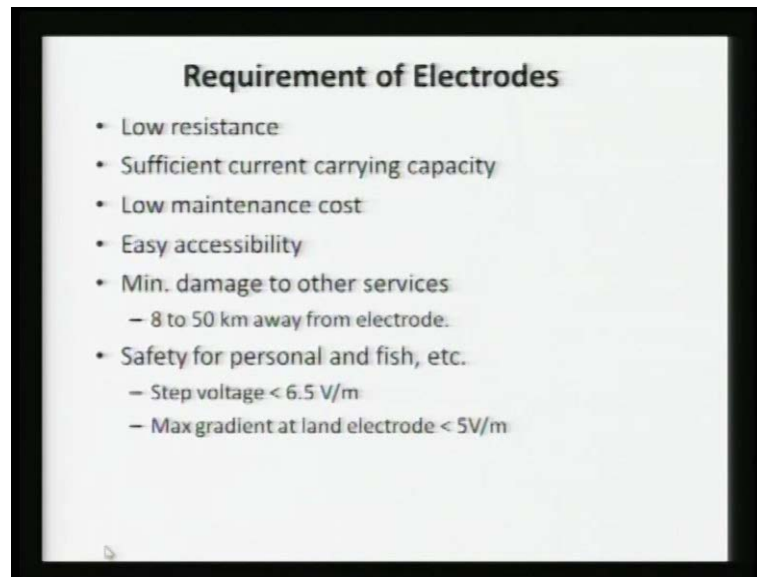 Requirement of Electrodes
• Low resistance
• Sufficient current carrying capacity
• Low maintenance cost
• Easy accessibility
• Min. damage to other services
– 8 to 50 km away from electrode.
• Safety for personal and fish, etc.
– Step voltage < 6.5 V/m
– Max gradient at land electrode < 5V/m